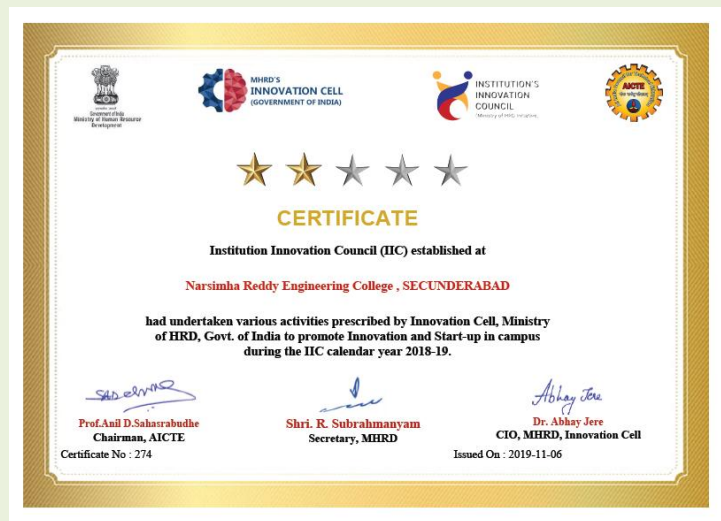 Government of India
Ministry of Human Resource
Development
MHRD'S
INNOVATION CELL
(GOVERNMENT OF INDIA)
INSTITUTION'S
INNOVATION
COUNCIL
AICTE
CERTIFICATE
Institution Innovation Council (IIC) established at
Narsimha Reddy Engineering College , SECUNDERABAD
had undertaken various activities prescribed by Innovation Cell, Ministry
of HRD, Govt. of India to promote Innovation and Start-up in campus
during the IIC calendar year 2018-19.
Abhay Jere
Prof.Anil D.Sahasrabudhe
Chairman, AICTE
Shri. R. Subrahmanyam
Secretary, MHRD
Dr. Abhay Jere
CIO, MHRD, Innovation Cell
Certificate No : 274
Issued On : 2019-11-06